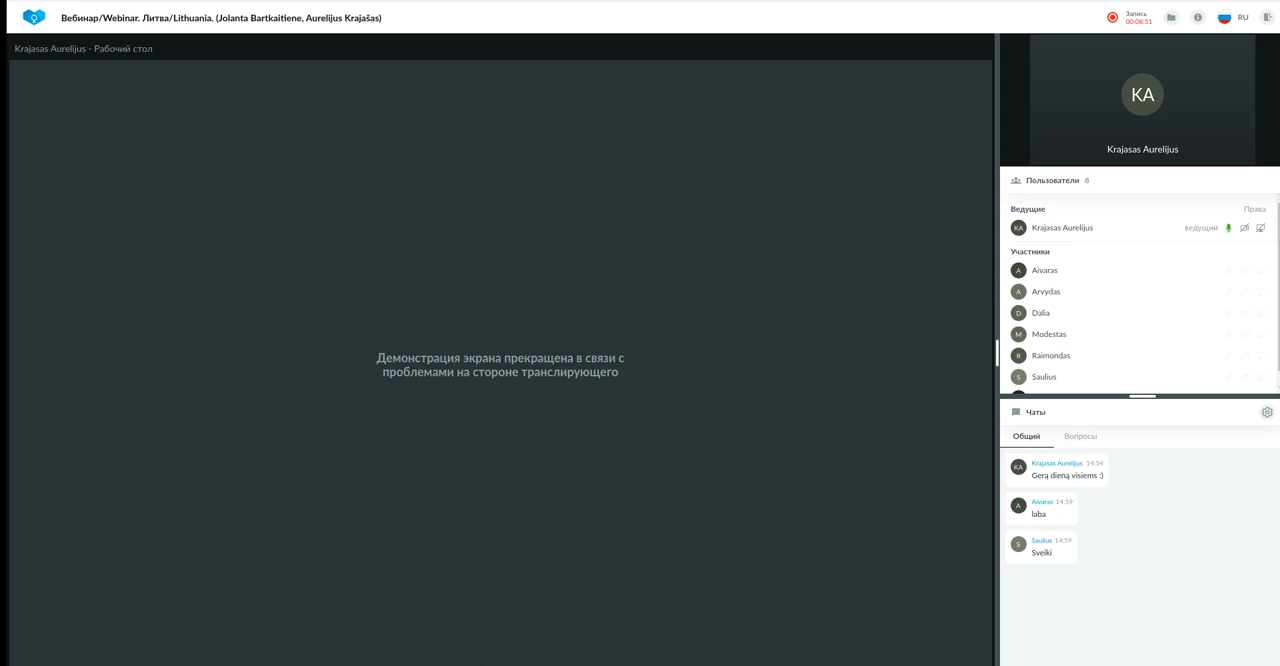 Вебинар/Webinar. Литва/Lithuania. (Jolanta Bartkaitiene, Aurelijus Krajašas)
Запись
00:08:51
RU
Krajasas Aurelijus - Рабочий стол
Демонстрация экрана прекращена в связи с
проблемами на стороне транслирующего
KA
Krajasas Aurelijus
Пользователи 8
Ведущие Права
KA Krajasas Aurelijus ведущий
Участники
A Aivaras
A Arvydas
D Dalia
M Modestas
R Raimondas
S Saulius
Чаты
Общий Вопросы
KA Krajasas Aurelijus 14:54
Gerą dieną visiems :)
A Aivaras 14:59
laba
S Saulius 14:59
Sveiki